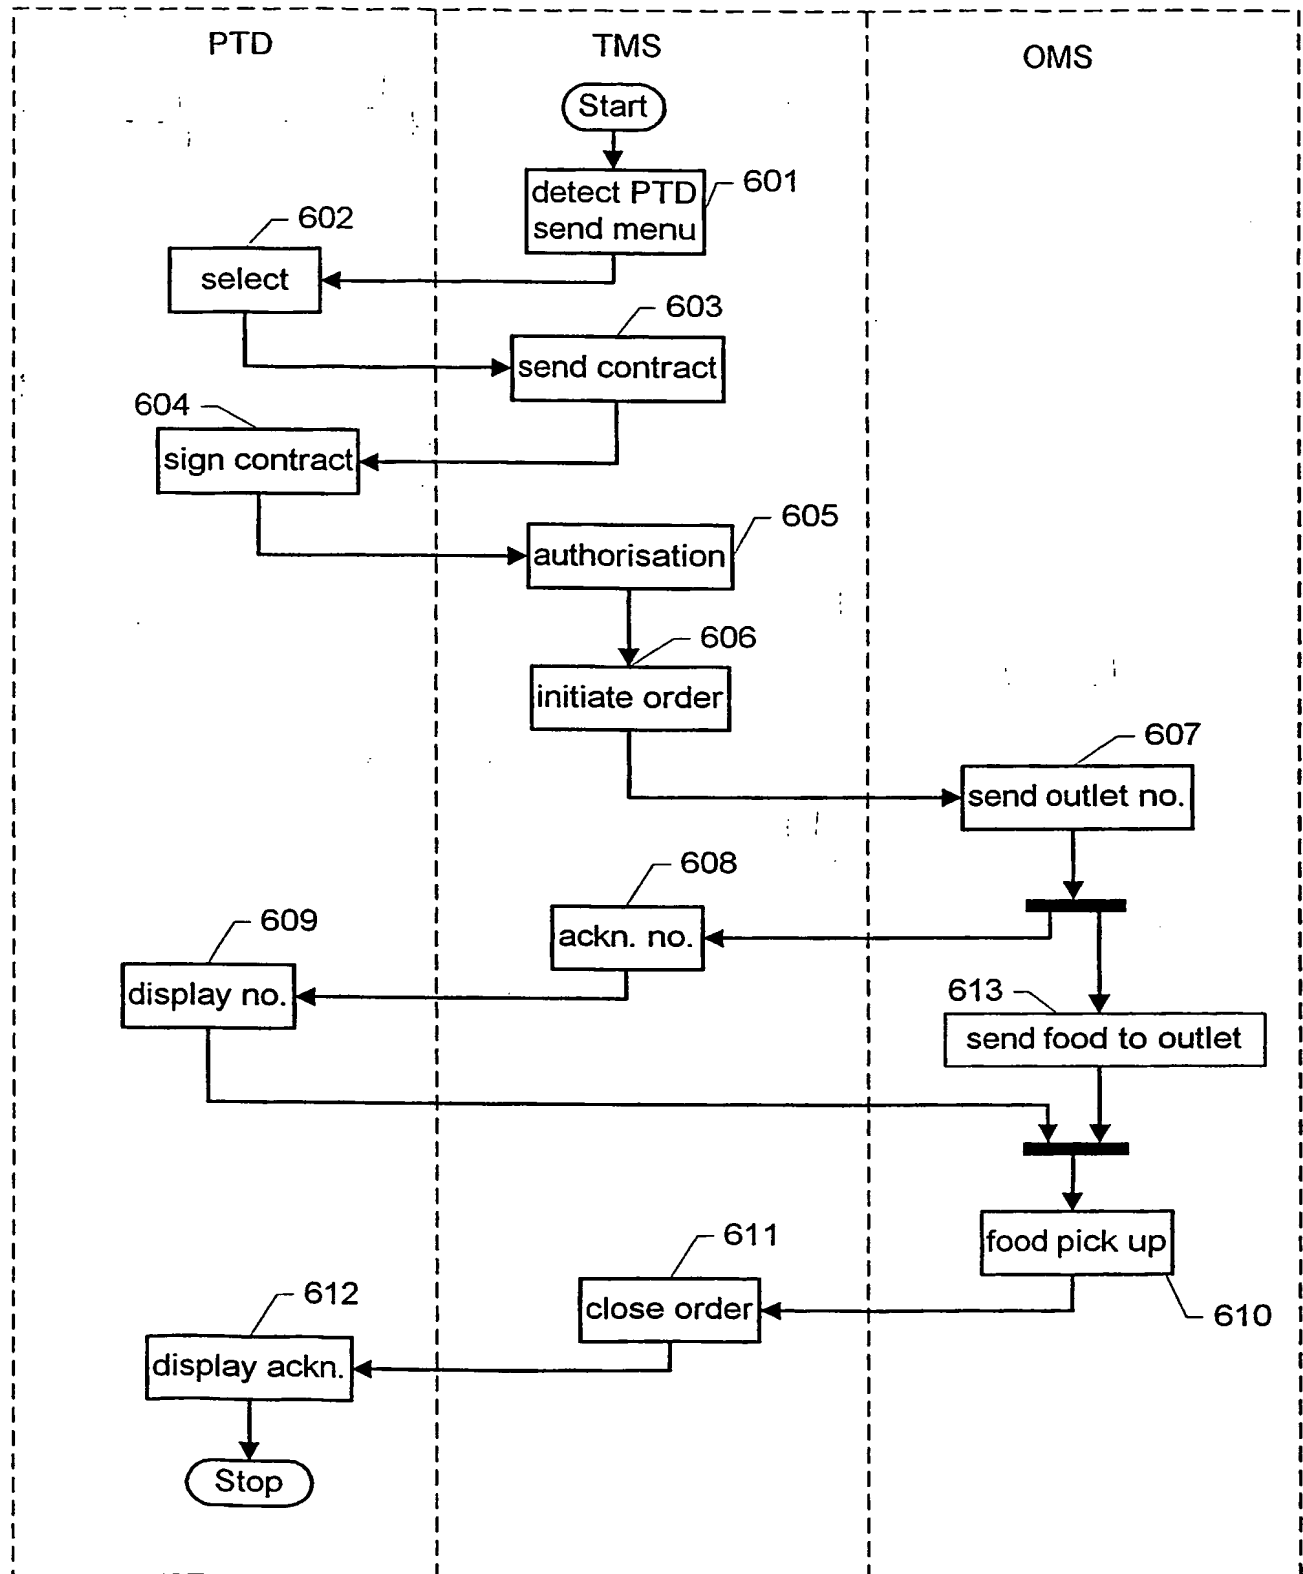 PTD
TMS
OMS
Start
601
detect PTD
send menu
602
select
603
send contract
604
sign contract
605
authorisation
606
initiate order
607
send outlet no.
608
ackn. no.
609
display no.
613
send food to outlet
food pick up
610
611
close order
612
display ackn.
Stop